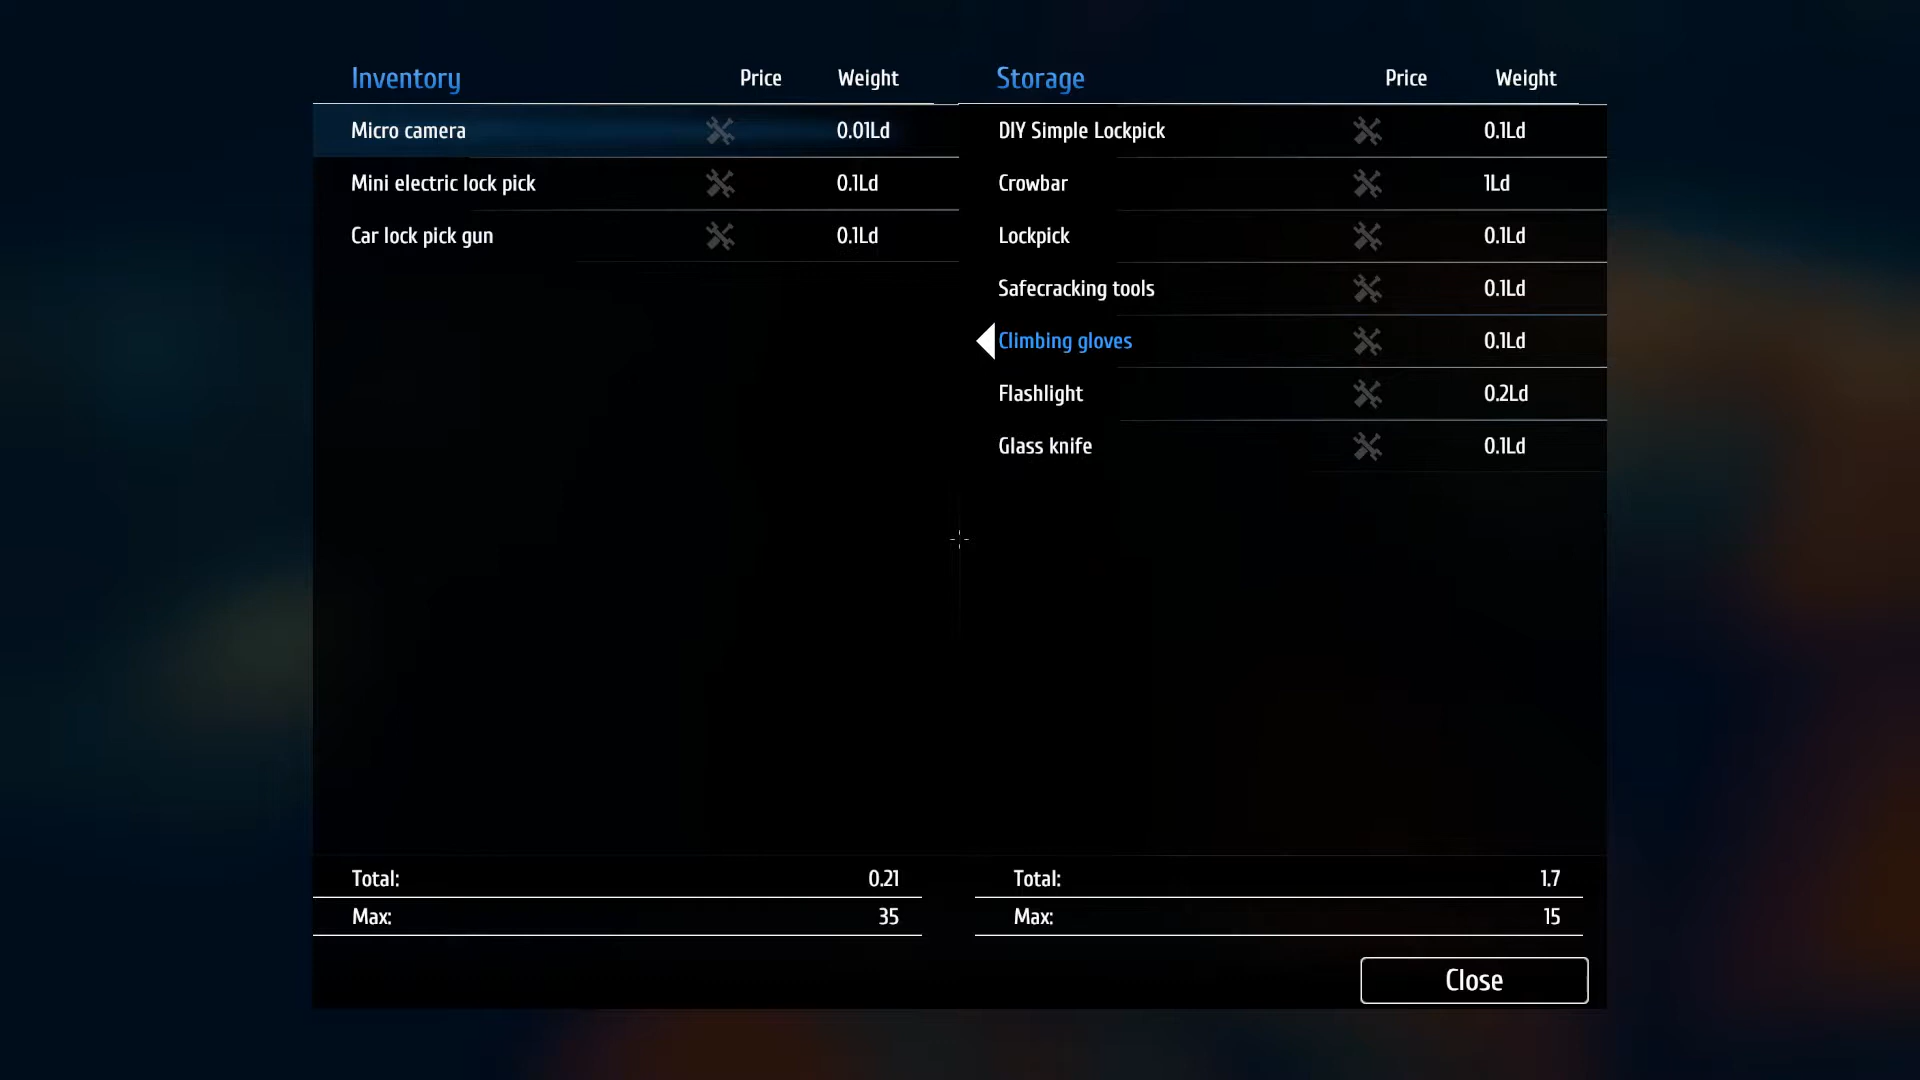 Inventory Price Weight
Micro camera 0.01Ld
Mini electric lock pick 0.1Ld
Car lock pick gun 0.1Ld
Total: 0.21
Max: 35
Storage Price Weight
DIY Simple Lockpick 0.1Ld
Crowbar 1Ld
Lockpick 0.1Ld
Safecracking tools 0.1Ld
Climbing gloves 0.1Ld
Flashlight 0.2Ld
Glass knife 0.1Ld
Total: 1.7
Max: 15
Close